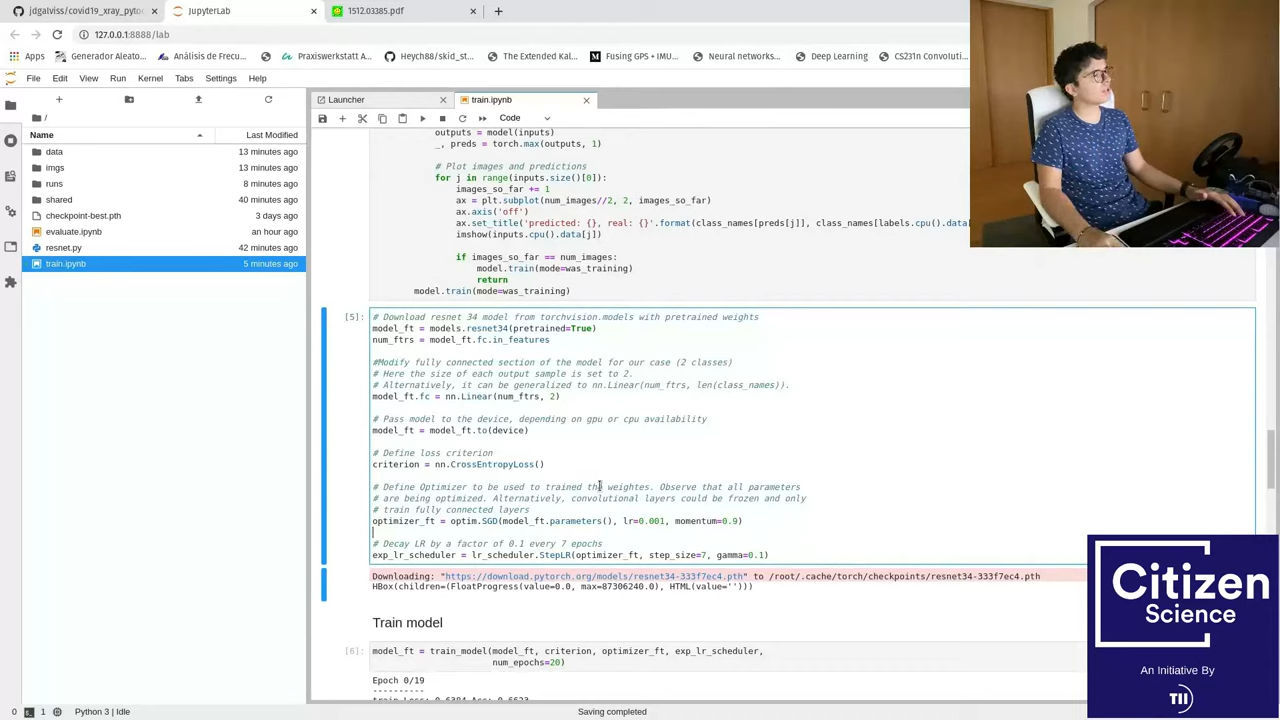 jdgalviss/covid19_xray_pyto
JupyterLab
1512.03385.pdf
127.0.0.1:8888/lab
Apps
Generador Aleato...
Análisis de Frecu...
Praxiswerkstatt A...
Heych88/skid_st...
The Extended Kal...
Fusing GPS + IMU...
Neural networks...
Deep Learning
CS231n Convoluti...
File Edit View Run Kernel Tabs Settings Help
Launcher
train.ipynb
/
Code
Name Last Modified
data 13 minutes ago
imgs 13 minutes ago
runs 8 minutes ago
shared 40 minutes ago
checkpoint-best.pth 3 days ago
evaluate.ipynb an hour ago
resnet.py 42 minutes ago
train.ipynb 5 minutes ago
outputs = model(inputs)
_, preds = torch.max(outputs, 1)
# Plot images and predictions
for j in range(inputs.size()[0]):
images_so_far += 1
ax = plt.subplot(num_images//2, 2, images_so_far)
ax.axis('off')
ax.set_title('predicted: {}, real: {}'.format(class_names[preds[j]], class_names[labels.cpu().data[
imshow(inputs.cpu().data[j])
if images_so_far == num_images:
model.train(mode=was_training)
return
model.train(mode=was_training)
[5]:
# Download resnet 34 model from torchvision.models with pretrained weights
model_ft = models.resnet34(pretrained=True)
num_ftrs = model_ft.fc.in_features
#Modify fully connected section of the model for our case (2 classes)
# Here the size of each output sample is set to 2.
# Alternatively, it can be generalized to nn.Linear(num_ftrs, len(class_names)).
model_ft.fc = nn.Linear(num_ftrs, 2)
# Pass model to the device, depending on gpu or cpu availability
model_ft = model_ft.to(device)
# Define loss criterion
criterion = nn.CrossEntropyLoss()
# Define Optimizer to be used to trained the weightes. Observe that all parameters
# are being optimized. Alternatively, convolutional layers could be frozen and only
# train fully connected layers
optimizer_ft = optim.SGD(model_ft.parameters(), lr=0.001, momentum=0.9)
# Decay LR by a factor of 0.1 every 7 epochs
exp_lr_scheduler = lr_scheduler.StepLR(optimizer_ft, step_size=7, gamma=0.1)
Downloading: "https://download.pytorch.org/models/resnet34-333f7ec4.pth" to /root/.cache/torch/checkpoints/resnet34-333f7ec4.pth
HBox(children=(FloatProgress(value=0.0, max=87306240.0), HTML(value='')))
Train model
[6]:
model_ft = train_model(model_ft, criterion, optimizer_ft, exp_lr_scheduler,
num_epochs=20)
Epoch 0/19
----------
train Loss: 0.6384 Acc: 0.6623
Citizen
Science
An Initiative By
TII
0 1 Python 3 | Idle Saving completed